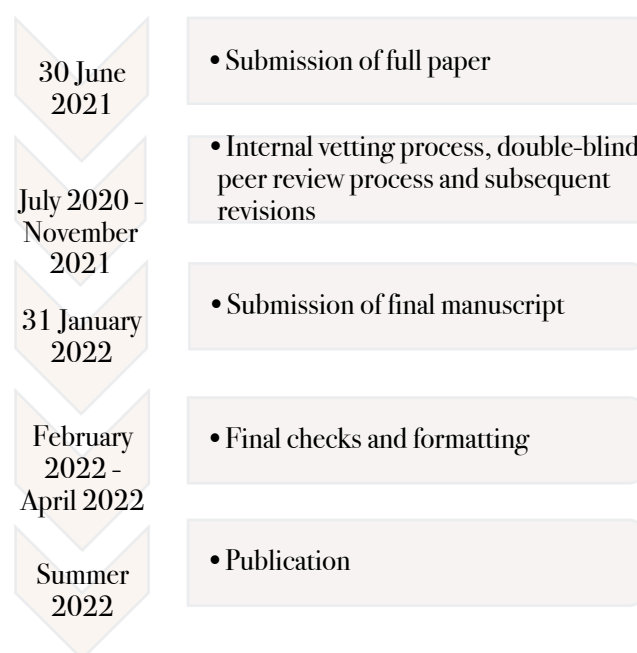 30 June
2021
• Submission of full paper
July 2020 -
November
2021
• Internal vetting process, double-blind
peer review process and subsequent
revisions
31 January
2022
• Submission of final manuscript
February
2022 -
April 2022
• Final checks and formatting
Summer
2022
• Publication